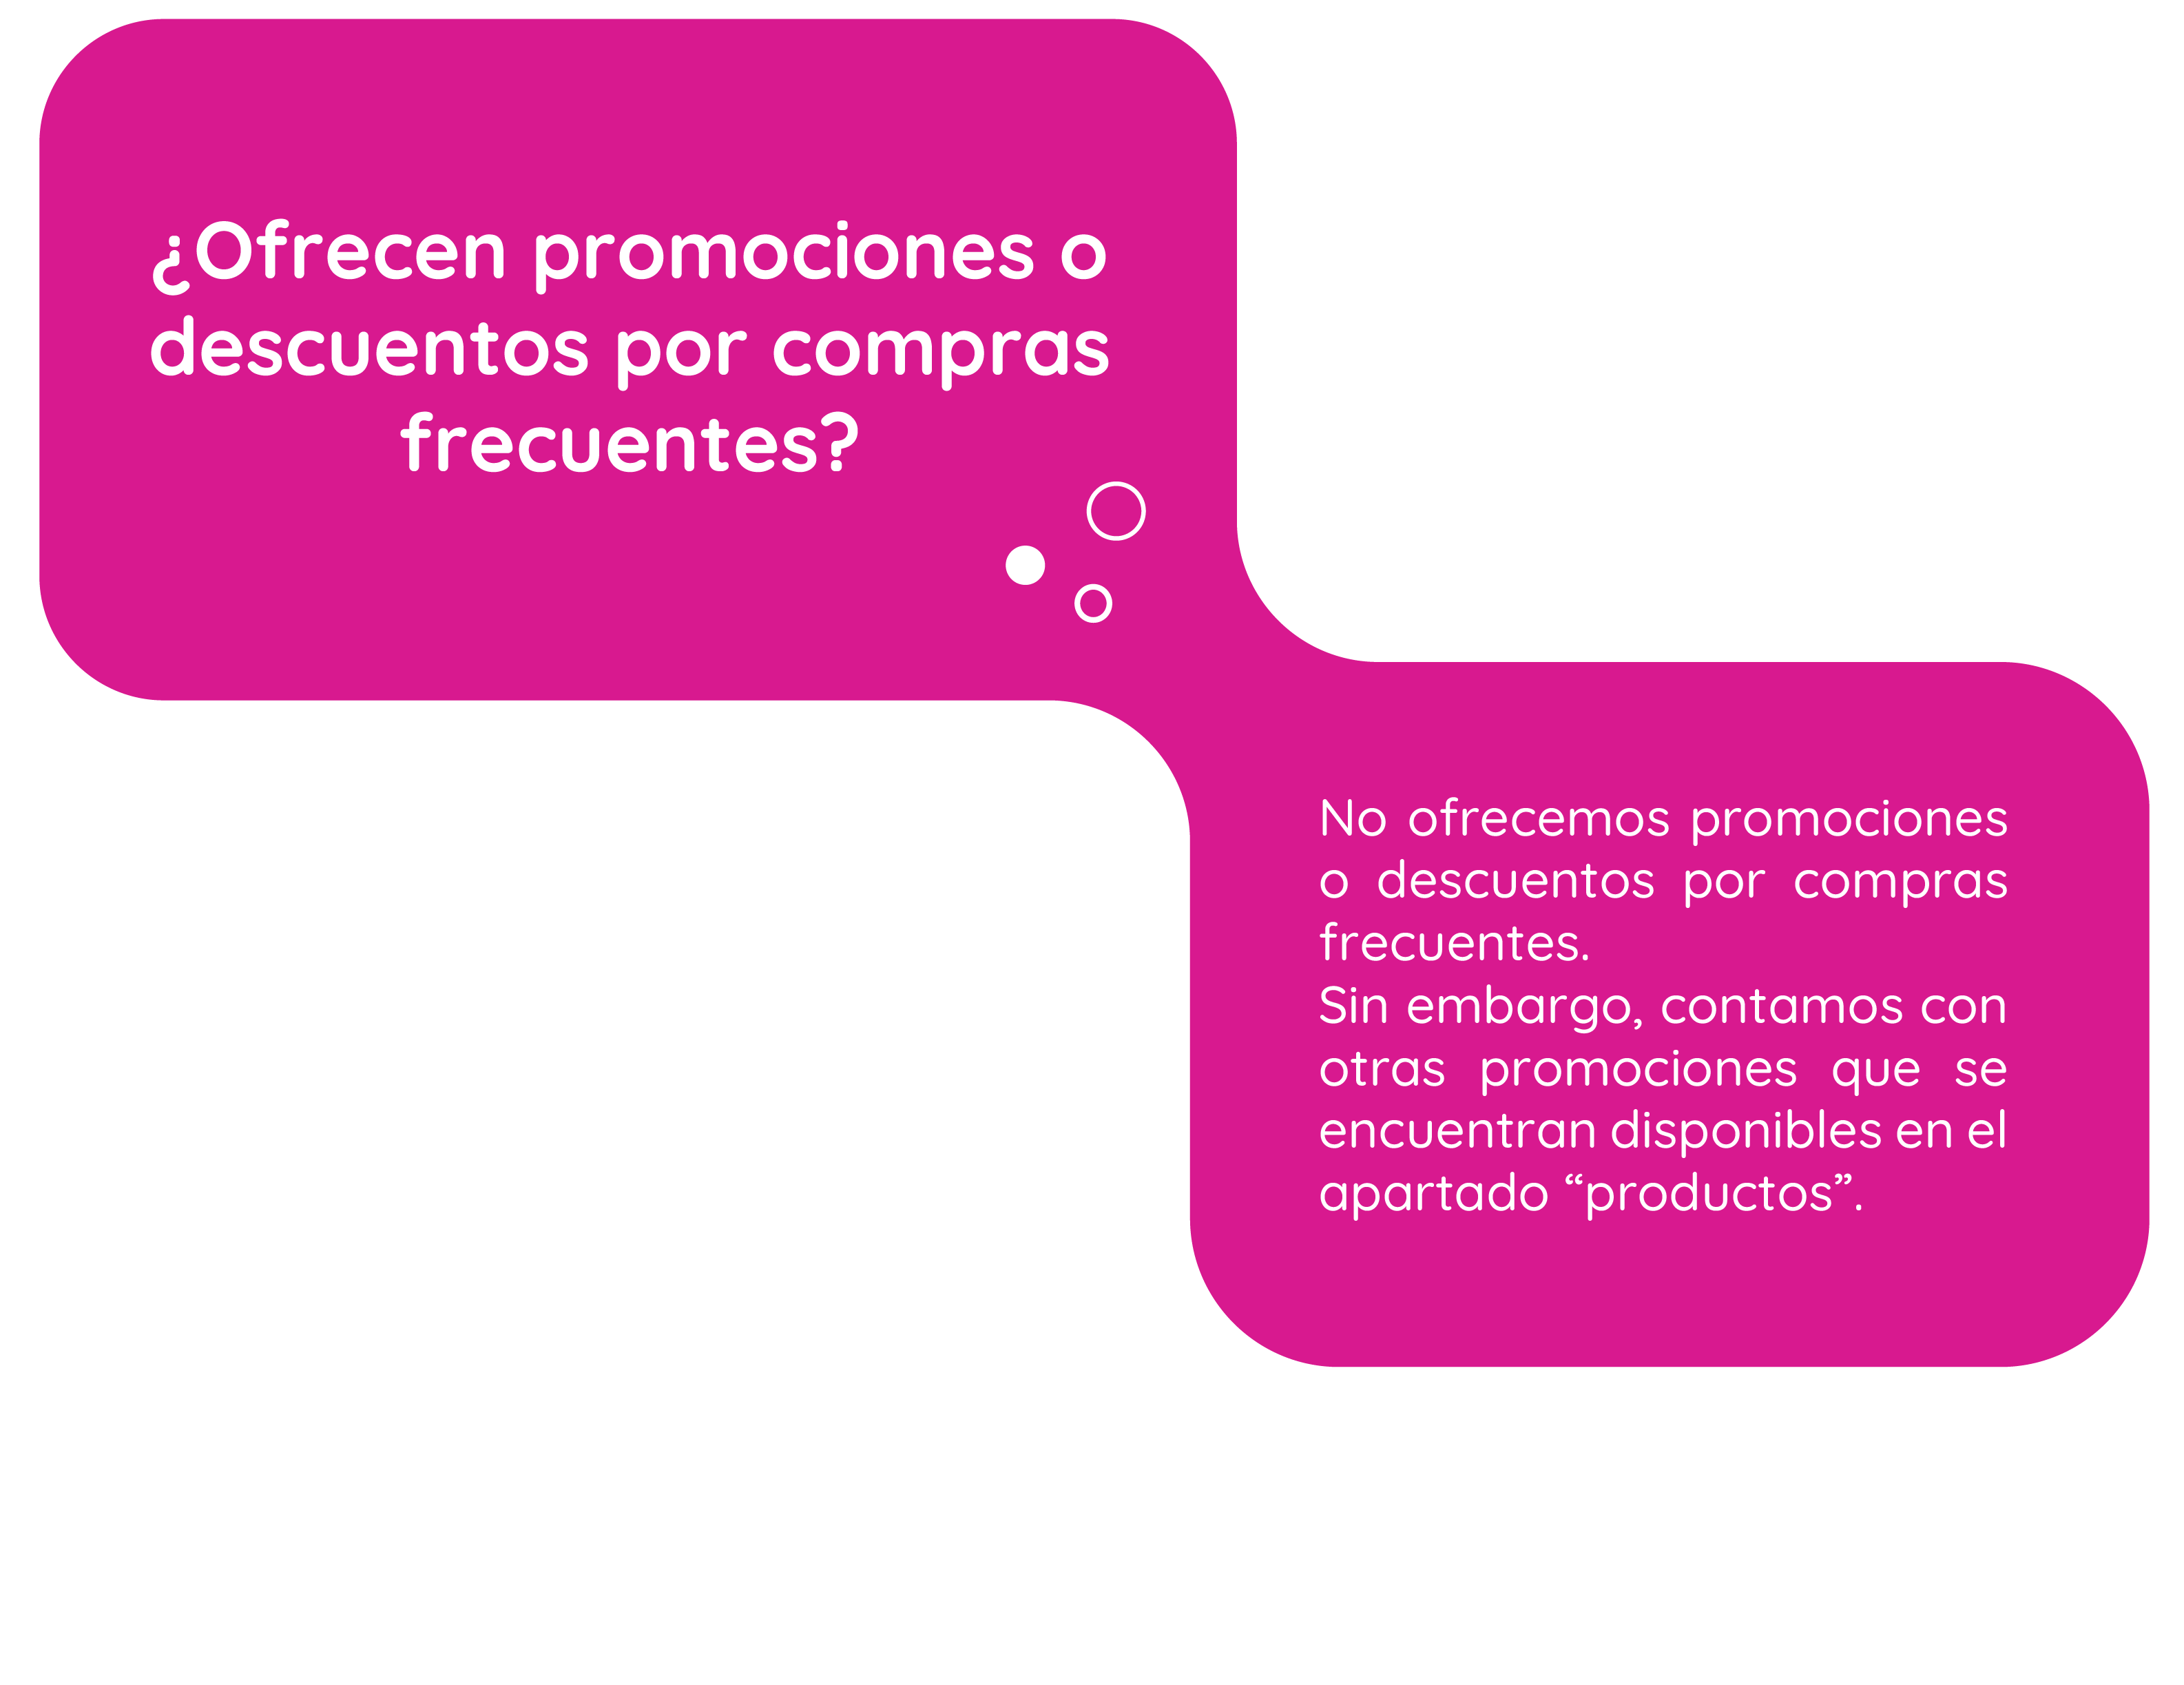 ¿Ofrecen promociones o
descuentos por compras
frecuentes?
No ofrecemos promociones
o descuentos por compras
frecuentes.
Sin embargo, contamos con
otras promociones que se
encuentran disponibles en el
apartado “productos”.